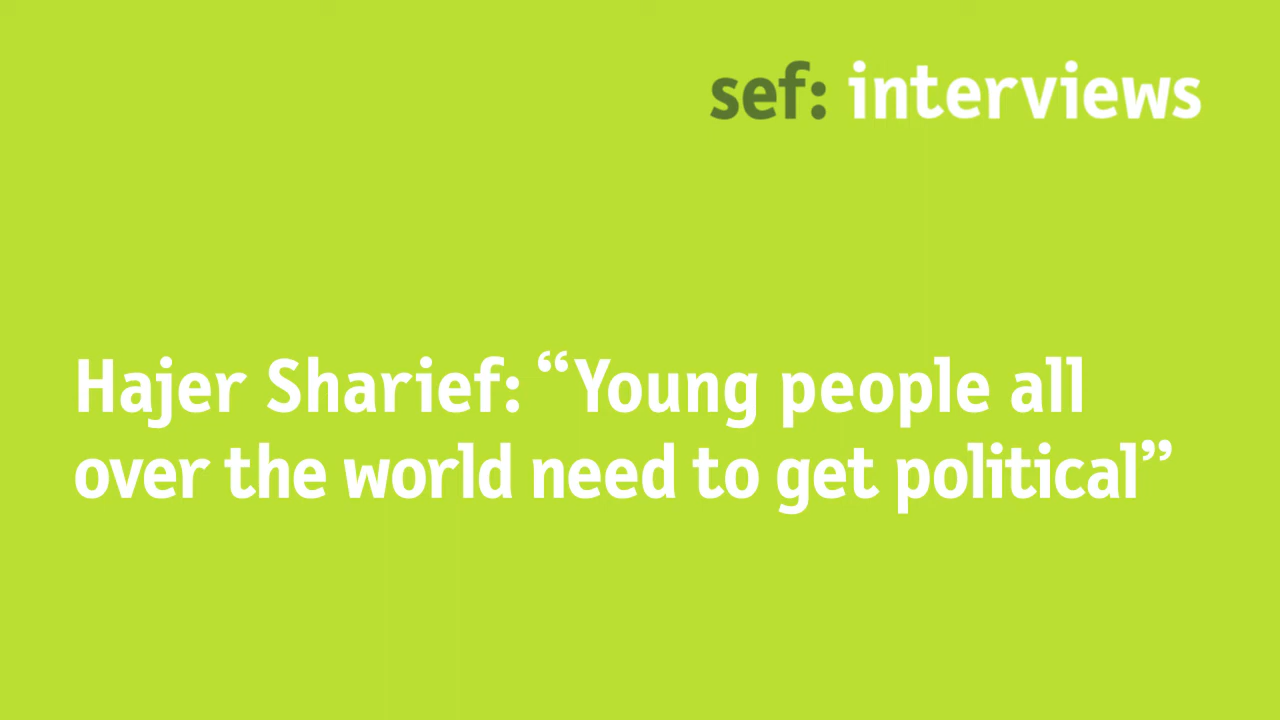 sef: interviews
Hajer Sharief: “Young people all
over the world need to get political”